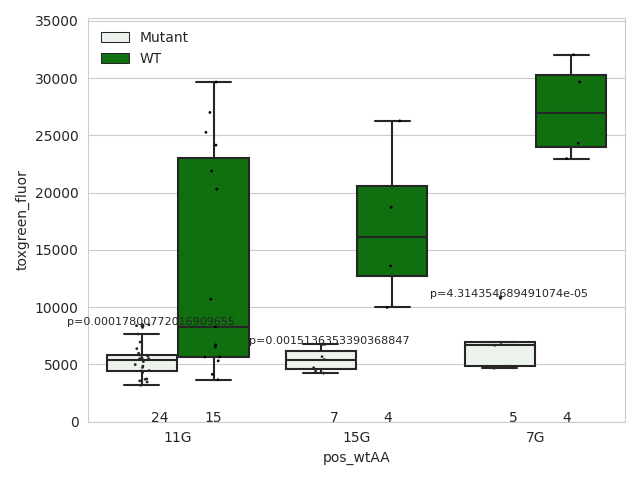 35000
Mutant
WT
30000
25000
20000
15000
10000
5000
0
toxgreen_fluor
p=0.00017800772016909655
p=0.0015136353390368847
p=4.314354689491074e-05
24 15 7 4 5 4
11G 15G 7G
pos_wtAA